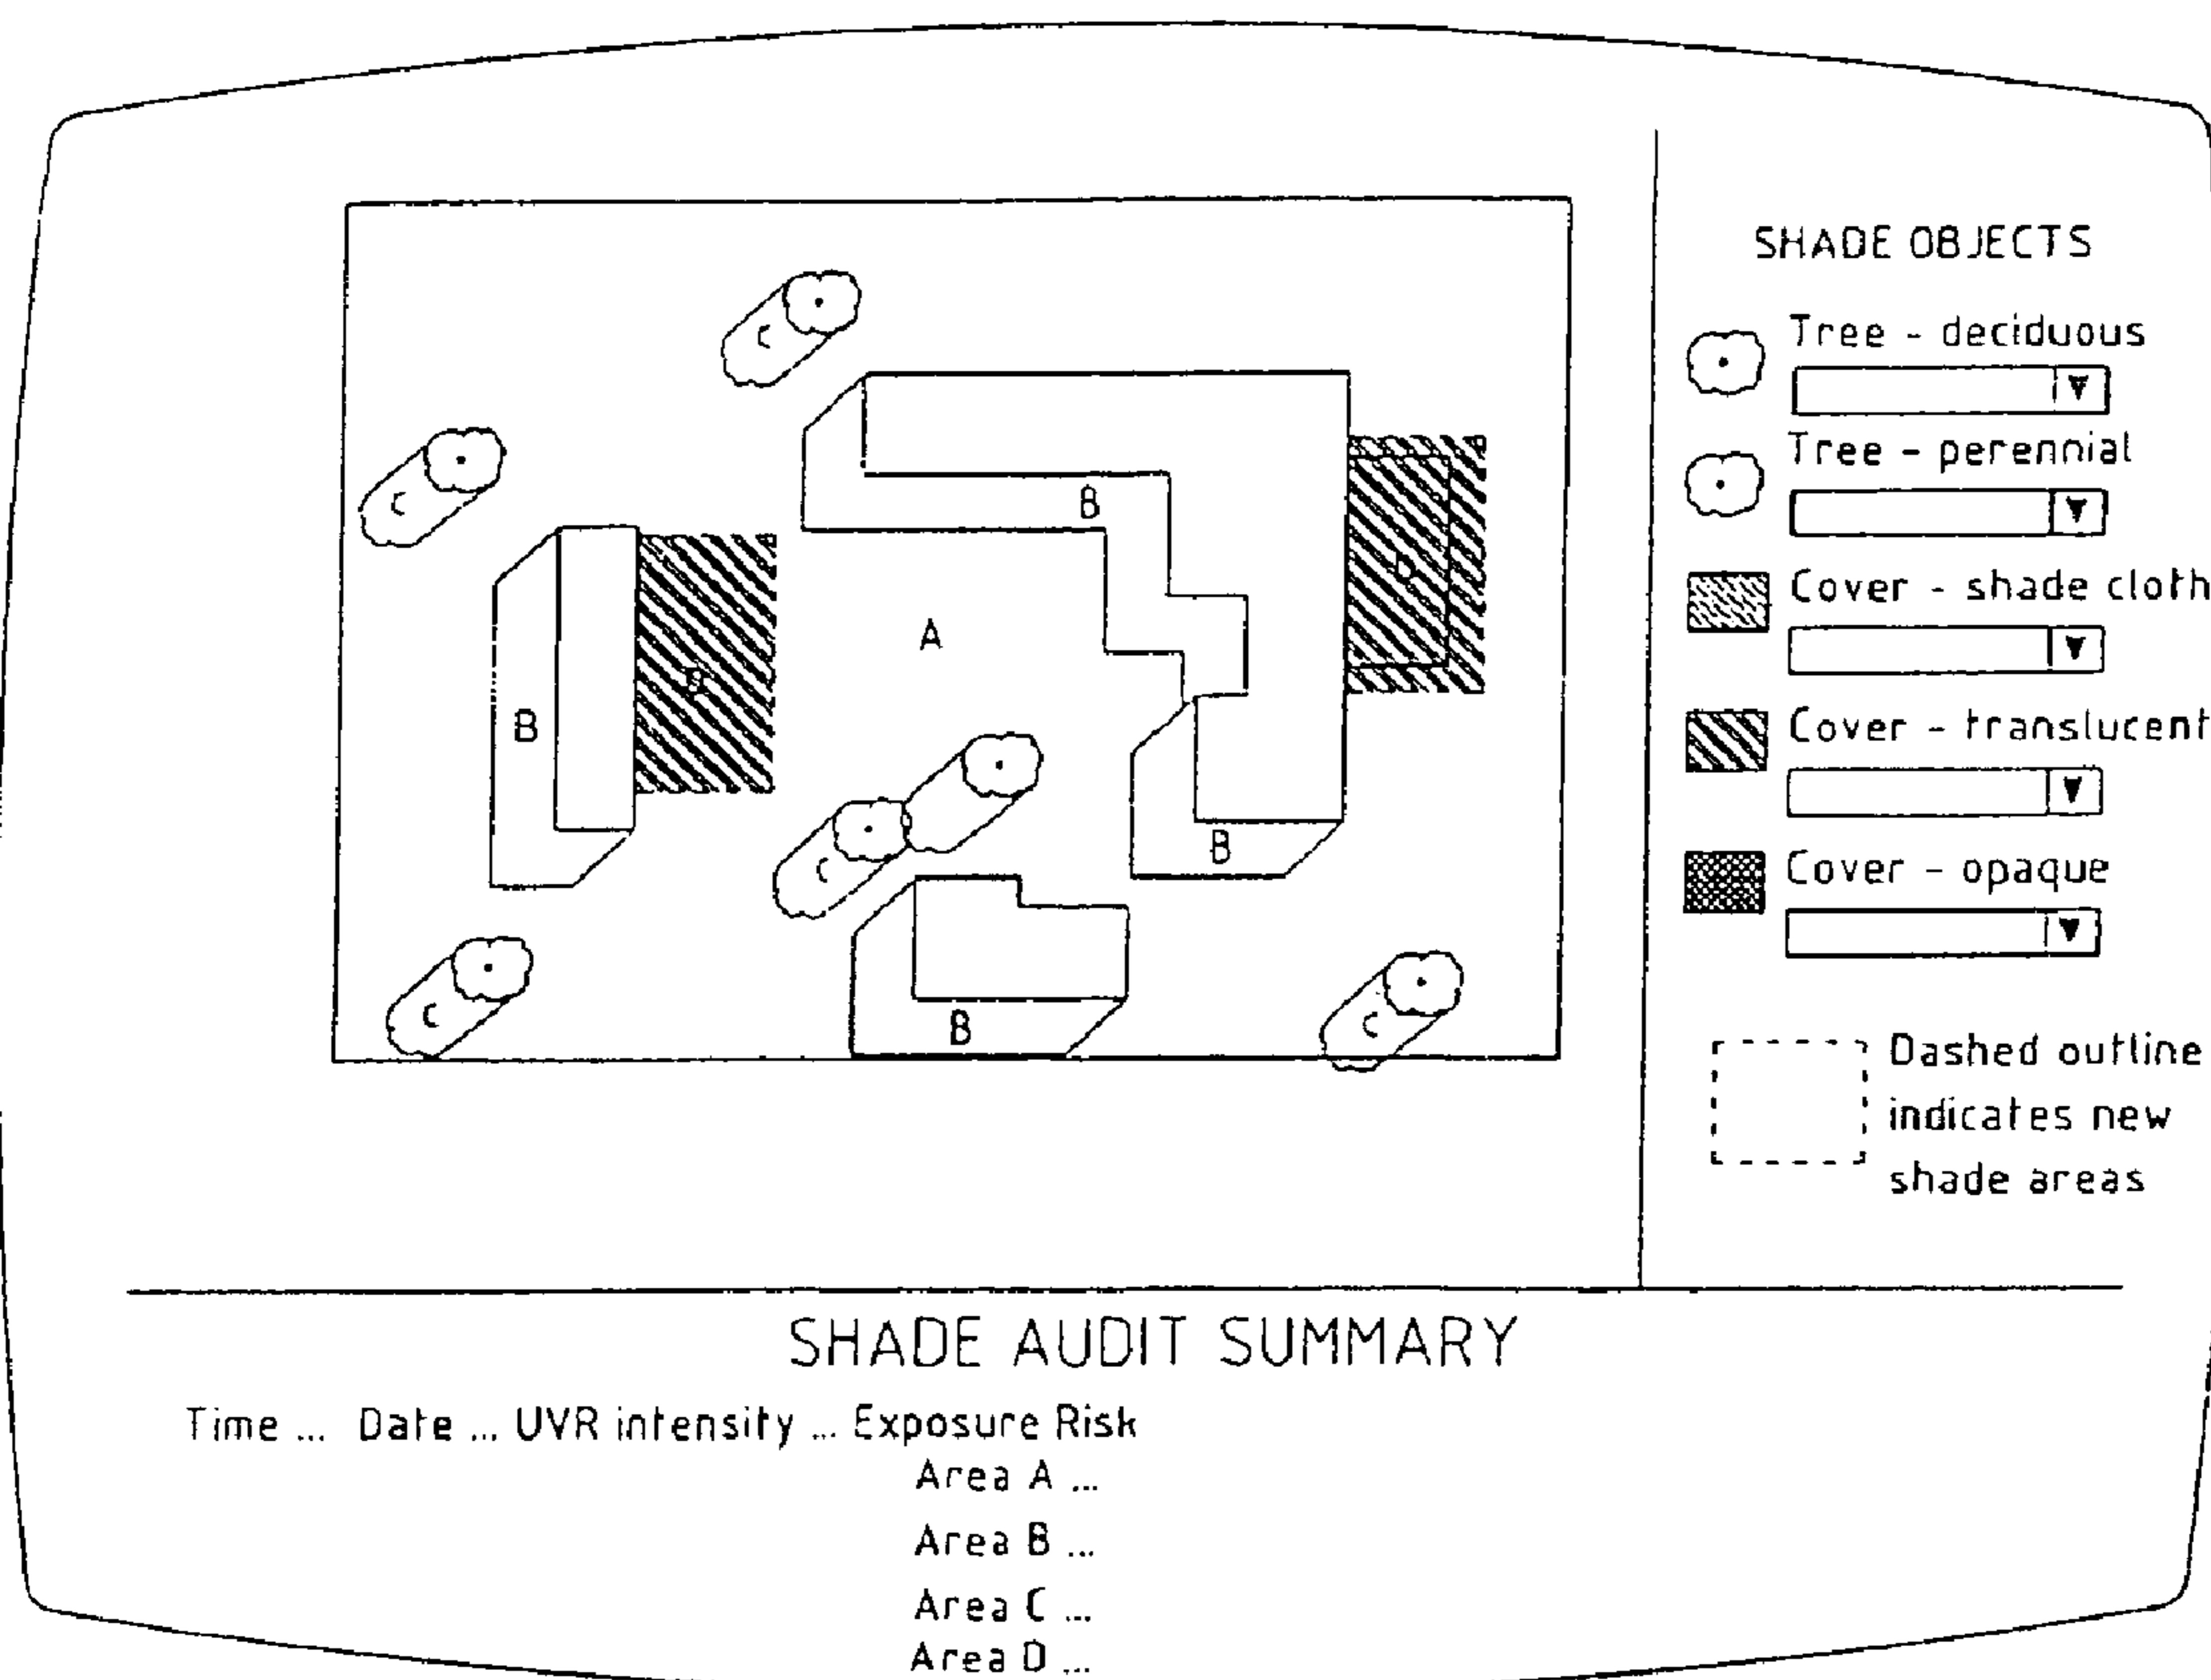 C
C
B
A
B
B
C
B
C
B
C
SHADE OBJECTS
Tree - deciduous
Tree - perennial
Cover - shade cloth
Cover - translucent
Cover - opaque
Dashed outline
indicates new
shade areas
SHADE AUDIT SUMMARY
Time ... Date ... UVR intensity ... Exposure Risk
Area A ...
Area B ...
Area C ...
Area D ...